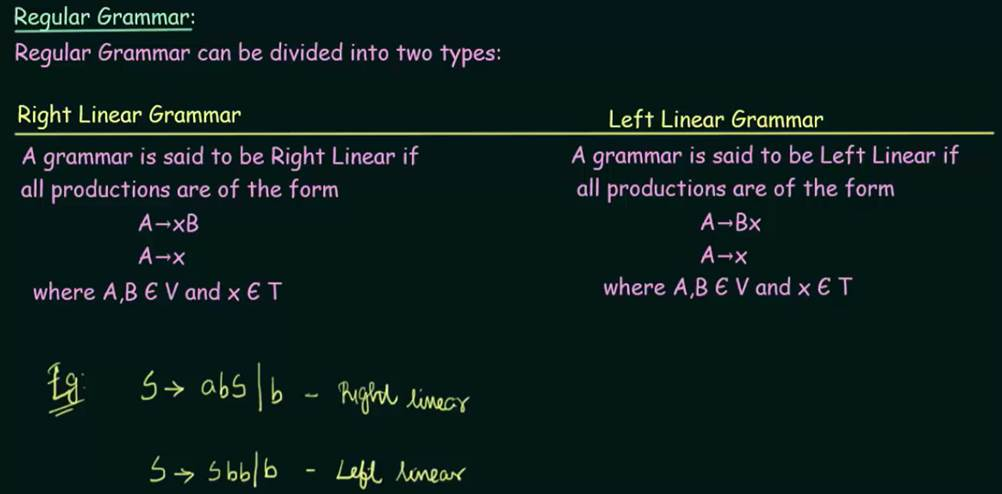 Regular Grammar:
Regular Grammar can be divided into two types:
Right Linear Grammar
A grammar is said to be Right Linear if
all productions are of the form
A→xB
A→x
where A,B Є V and x Є T
Left Linear Grammar
A grammar is said to be Left Linear if
all productions are of the form
A→Bx
A→x
where A,B Є V and x Є T
Eg: S → abS | b - Right linear
S → Sbb | b - Left linear